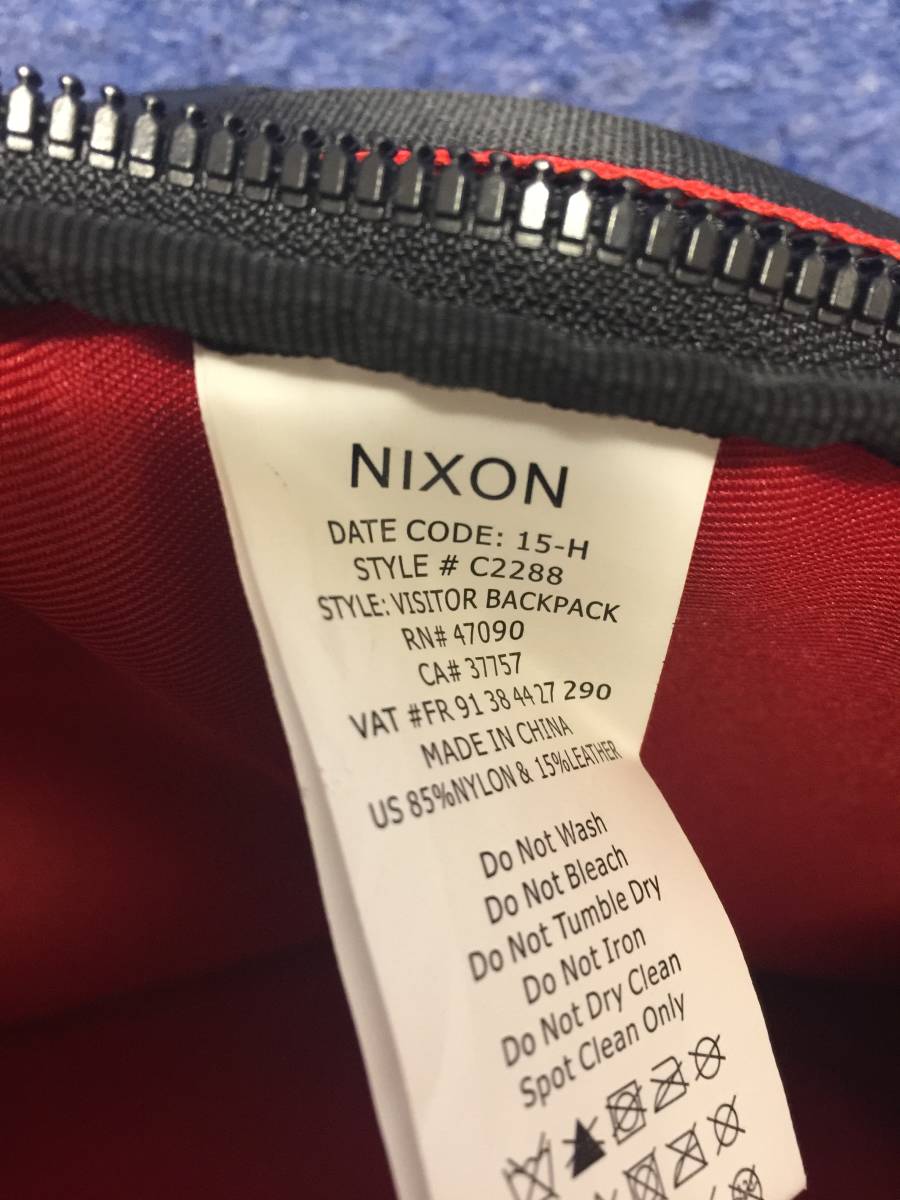 NIXON
DATE CODE: 15-H
STYLE # C2288
STYLE: VISITOR BACKPACK
RN# 47090
CA# 37757
VAT #FR 91 38 44 27 290
MADE IN CHINA
US 85%NYLON & 15%LEATHER
Do Not Wash
Do Not Bleach
Do Not Tumble Dry
Do Not Iron
Do Not Dry Clean
Spot Clean Only